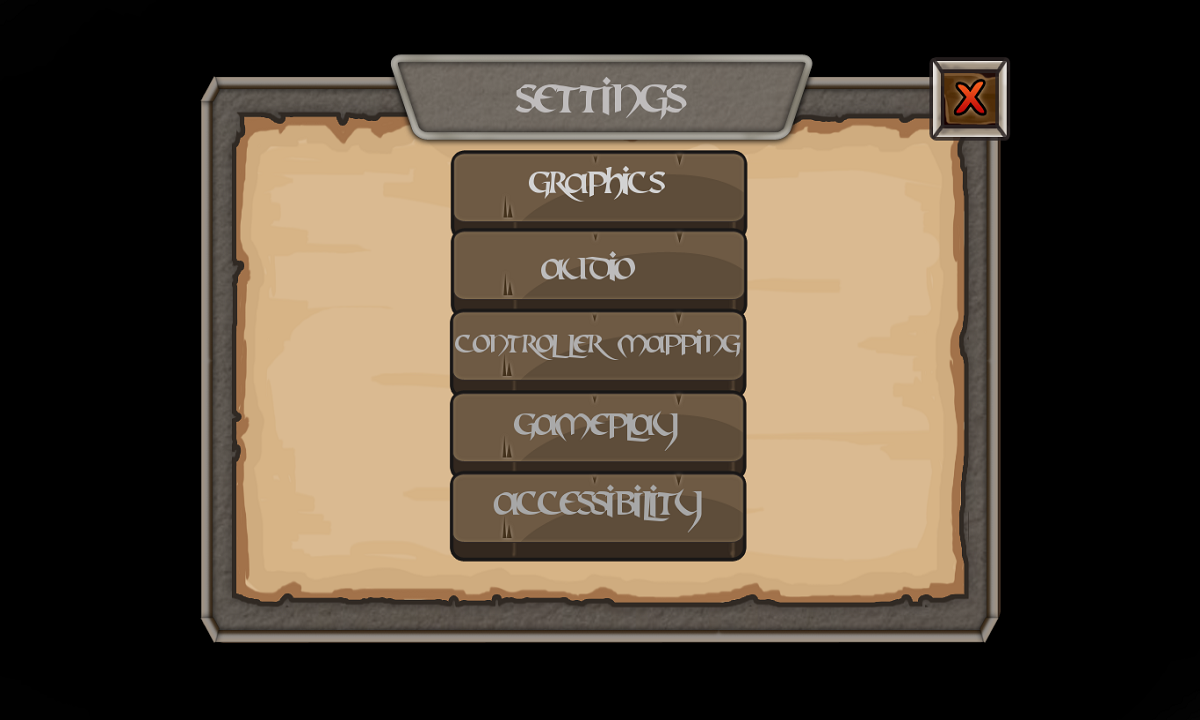 SETTINGS
X
GRAPHICS
AUDIO
CONTROLLER MAPPING
GAMEPLAY
ACCESSIBILITY